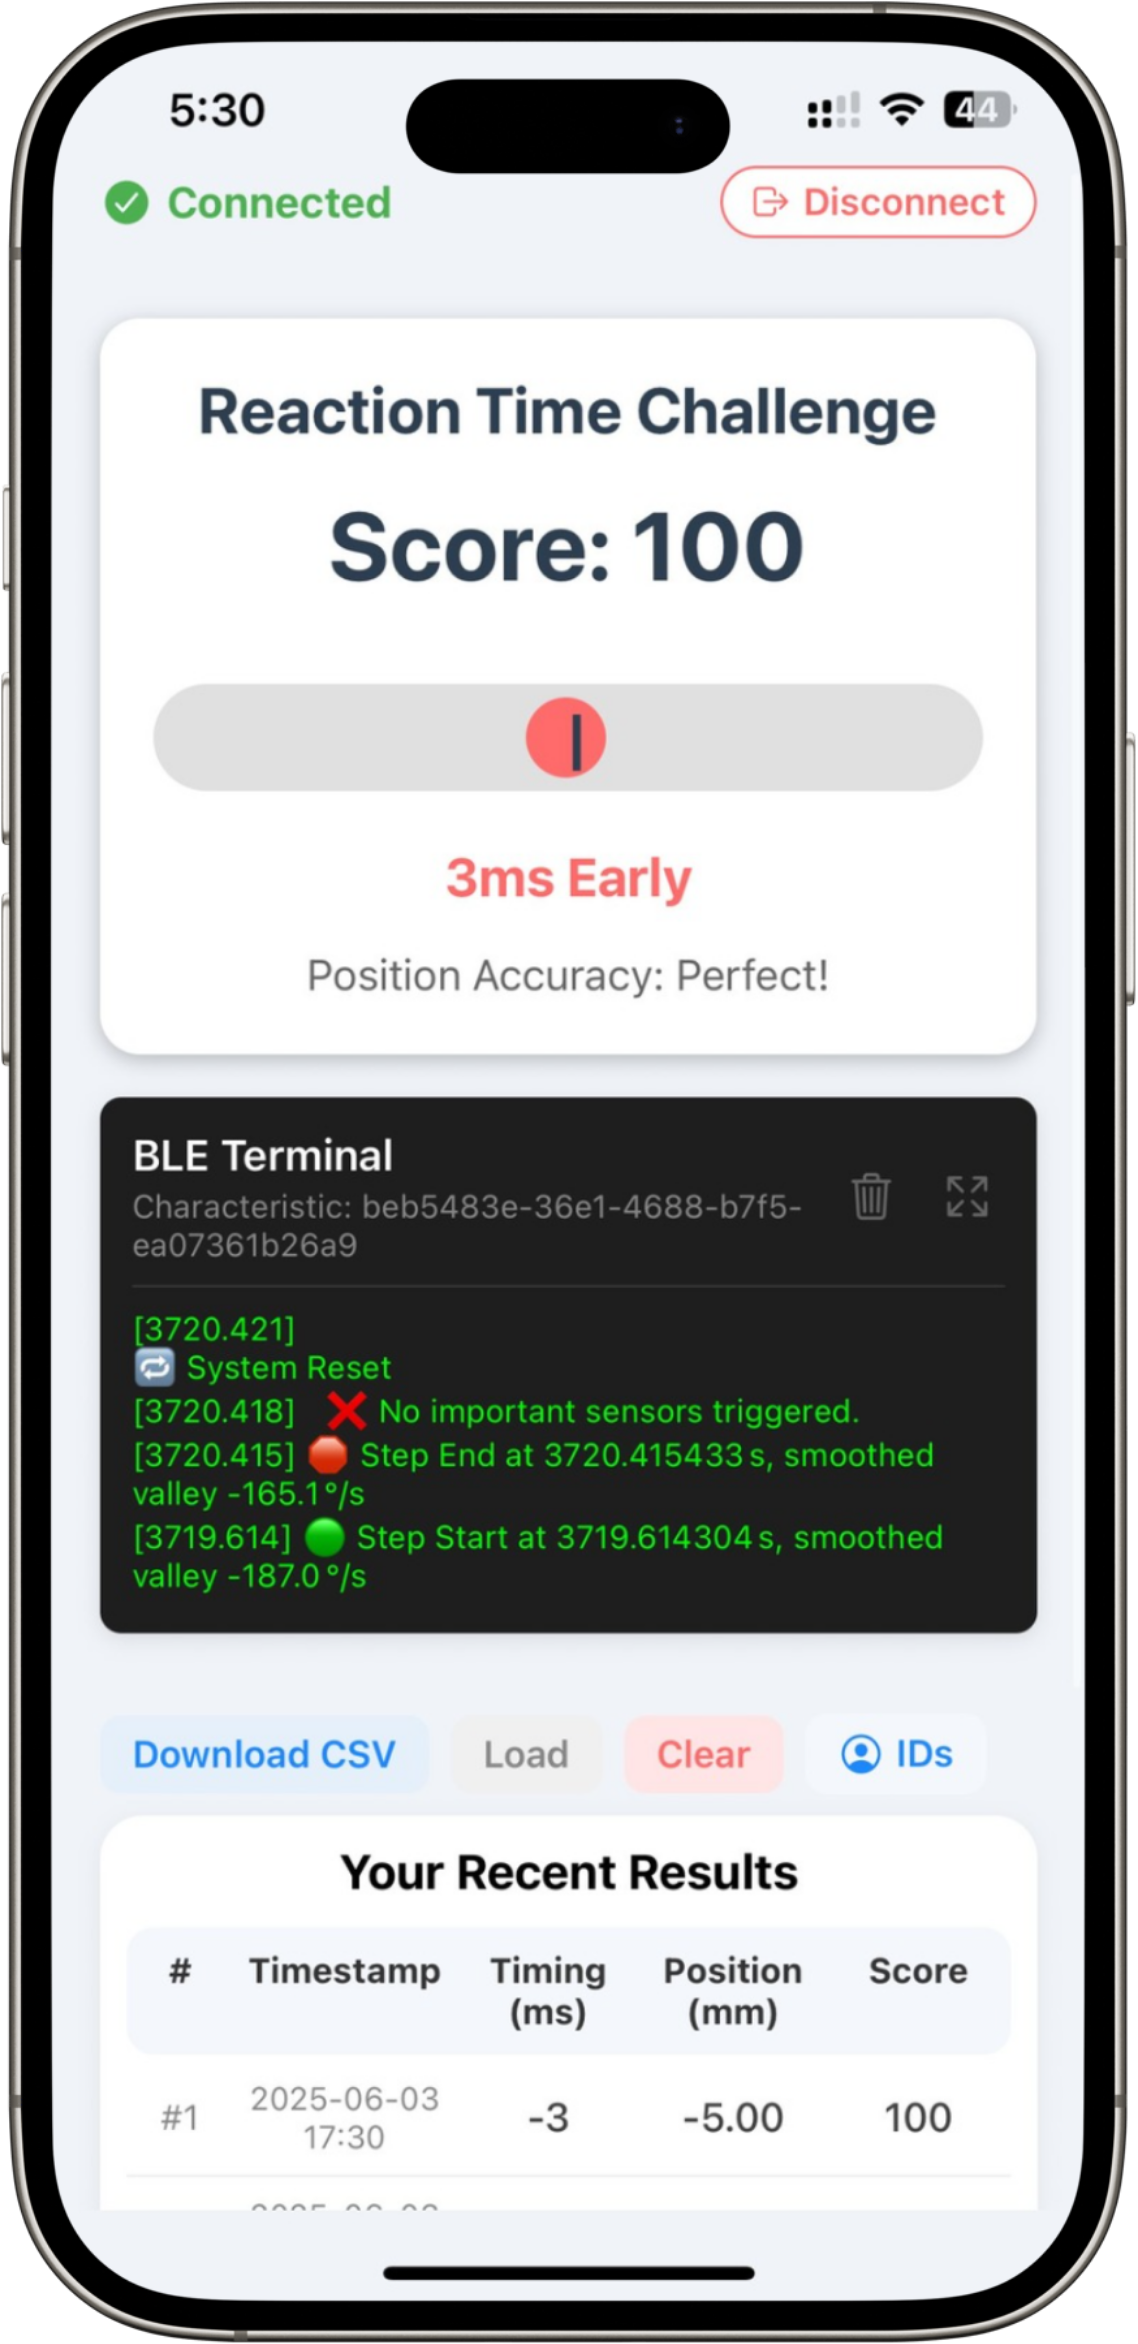 5:30
44
Connected
Disconnect
Reaction Time Challenge
Score: 100
3ms Early
Position Accuracy: Perfect!
BLE Terminal
Characteristic: beb5483e-36e1-4688-b7f5-
ea07361b26a9
[3720.421]
🔁 System Reset
[3720.418] ❌ No important sensors triggered.
[3720.415] 🛑 Step End at 3720.415433 s, smoothed
valley -165.1 °/s
[3719.614] 🟢 Step Start at 3719.614304 s, smoothed
valley -187.0 °/s
Download CSV Load Clear IDs
Your Recent Results
# Timestamp Timing (ms) Position (mm) Score
#1 2025-06-03 17:30 -3 -5.00 100